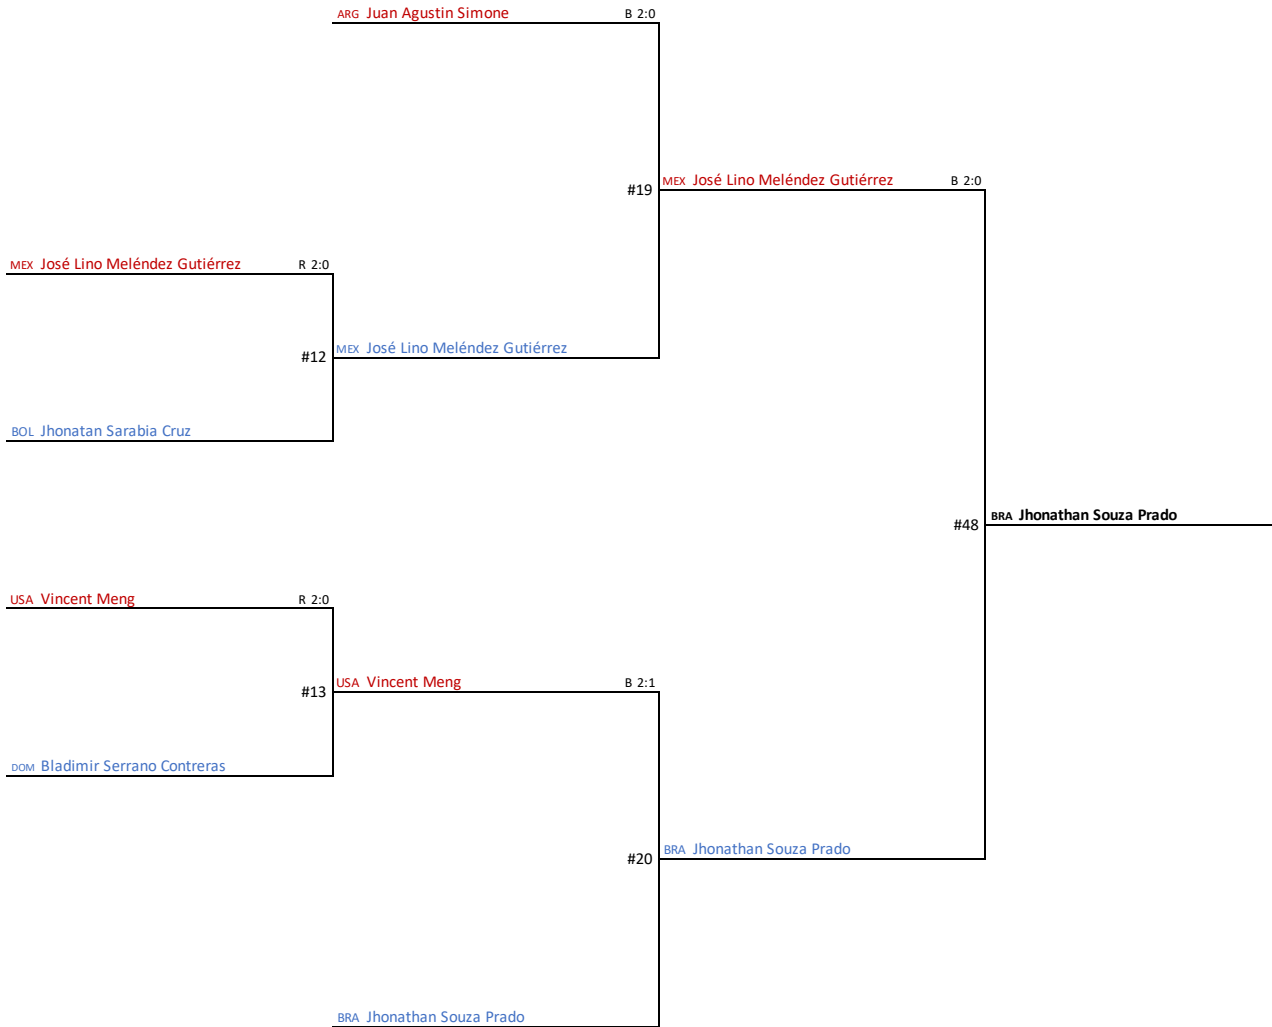 ARG Juan Agustin Simone B 2:0
#19 MEX José Lino Meléndez Gutiérrez B 2:0
MEX José Lino Meléndez Gutiérrez R 2:0
#12 MEX José Lino Meléndez Gutiérrez
BOL Jhonatan Sarabia Cruz
#48 BRA Jhonathan Souza Prado
USA Vincent Meng R 2:0
#13 USA Vincent Meng B 2:1
DOM Bladimir Serrano Contreras
#20 BRA Jhonathan Souza Prado
BRA Jhonathan Souza Prado